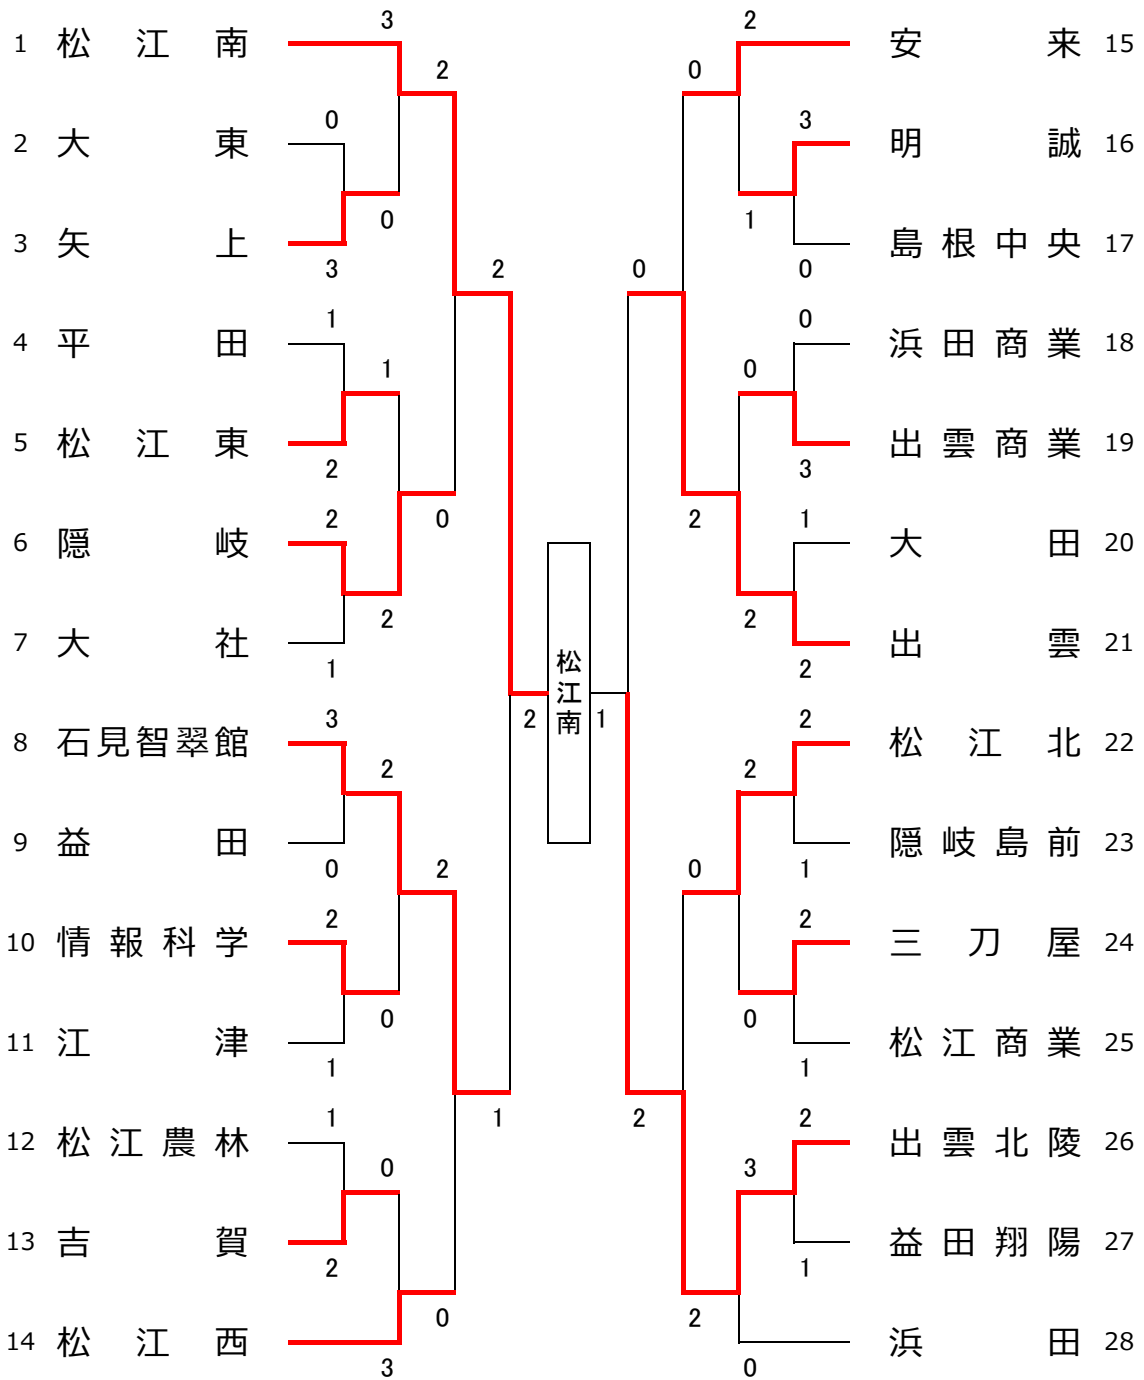 3
1 松江南
2
0
2 大東
0
3 矢上
3
2
1
4 平田
1
5 松江東
2
0
2
6 隠岐
2
7 大社
1
3
8 石見智翠館
2
9 益田
0
2
2
10 情報科学
0
11 江津
1
1
1
12 松江農林
0
13 吉賀
2
0
14 松江西
3
2
松江南
1
2
安来 15
0
3
明誠 16
1
島根中央 17
0
0
0
浜田商業 18
0
出雲商業 19
3
2
1
大田 20
2
出雲 21
2
2
松江北 22
2
隠岐島前 23
1
0
2
三刀屋 24
0
松江商業 25
1
2
2
出雲北陵 26
3
益田翔陽 27
1
2
浜田 28
0